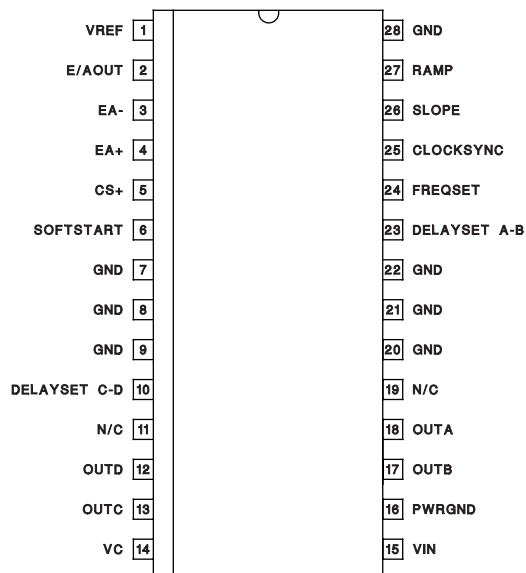 VREF 1 28 GND
E/AOUT 2 27 RAMP
EA- 3 26 SLOPE
EA+ 4 25 CLOCKSYNC
CS+ 5 24 FREQSET
SOFTSTART 6 23 DELAYSET A-B
GND 7 22 GND
GND 8 21 GND
GND 9 20 GND
DELAYSET C-D 10 19 N/C
N/C 11 18 OUTA
OUTD 12 17 OUTB
OUTC 13 16 PWRGND
VC 14 15 VIN